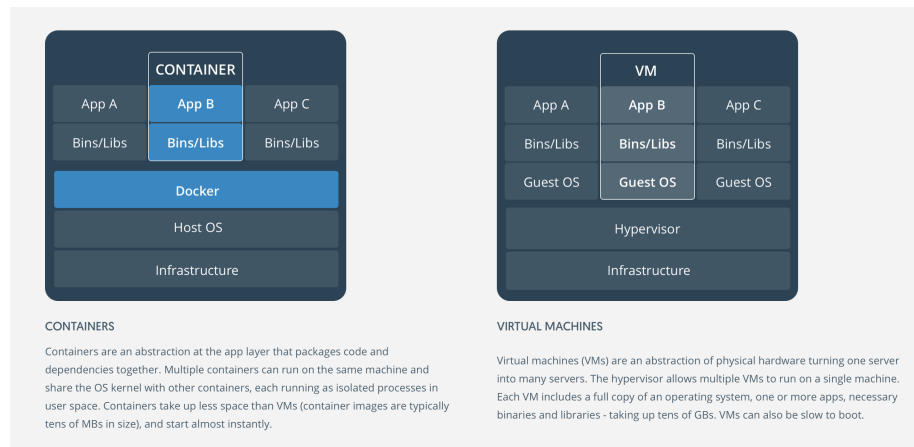 CONTAINER
App A
App B
App C
Bins/Libs
Bins/Libs
Bins/Libs
Docker
Host OS
Infrastructure
CONTAINERS
Containers are an abstraction at the app layer that packages code and
dependencies together. Multiple containers can run on the same machine and
share the OS kernel with other containers, each running as isolated processes in
user space. Containers take up less space than VMs (container images are typically
tens of MBs in size), and start almost instantly.
VM
App A
App B
App C
Bins/Libs
Bins/Libs
Bins/Libs
Guest OS
Guest OS
Guest OS
Hypervisor
Infrastructure
VIRTUAL MACHINES
Virtual machines (VMs) are an abstraction of physical hardware turning one server
into many servers. The hypervisor allows multiple VMs to run on a single machine.
Each VM includes a full copy of an operating system, one or more apps, necessary
binaries and libraries - taking up tens of GBs. VMs can also be slow to boot.